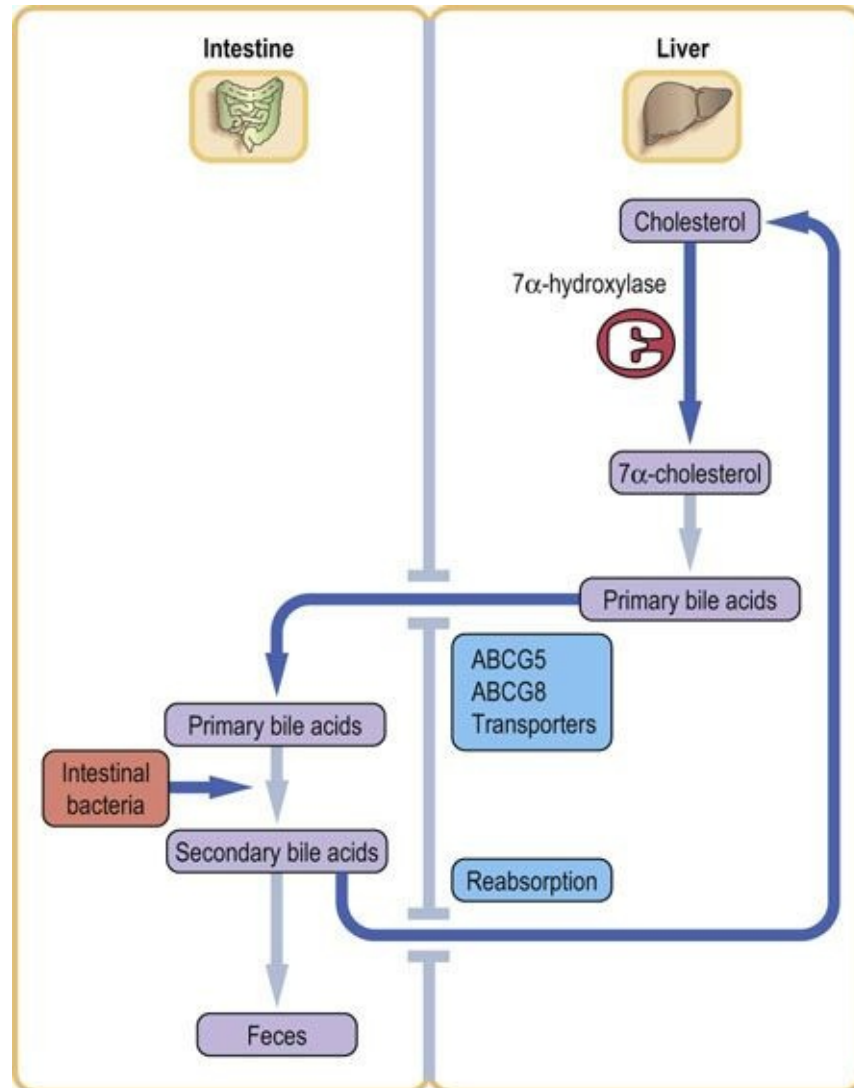 Intestine
Liver
Cholesterol
7α-hydroxylase
7α-cholesterol
Primary bile acids
ABCG5
ABCG8
Transporters
Primary bile acids
Intestinal
bacteria
Secondary bile acids
Reabsorption
Feces